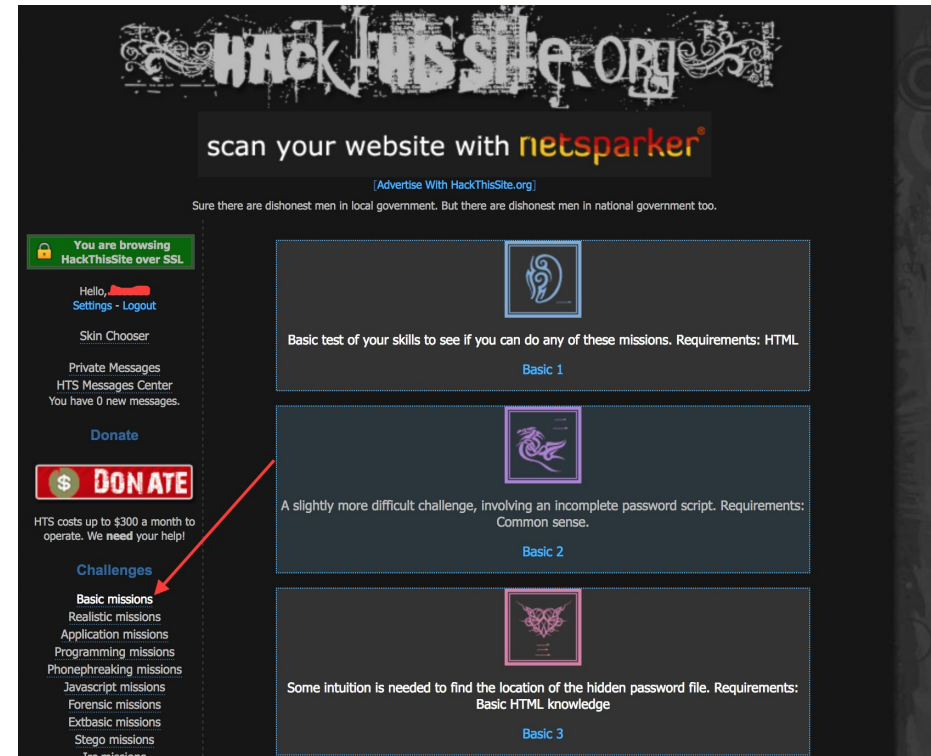 HackThisSite.ORG
scan your website with netsparker®
[Advertise With HackThisSite.org]
Sure there are dishonest men in local government. But there are dishonest men in national government too.
You are browsing
HackThisSite over SSL
Hello,
Settings - Logout
Skin Chooser
Private Messages
HTS Messages Center
You have 0 new messages.
Donate
$ DONATE
HTS costs up to $300 a month to
operate. We need your help!
Challenges
Basic missions
Realistic missions
Application missions
Programming missions
Phonephreaking missions
Javascript missions
Forensic missions
Extbasic missions
Stego missions
Irc missions
一
Basic test of your skills to see if you can do any of these missions. Requirements: HTML
Basic 1
二
A slightly more difficult challenge, involving an incomplete password script. Requirements:
Common sense.
Basic 2
三
Some intuition is needed to find the location of the hidden password file. Requirements:
Basic HTML knowledge
Basic 3